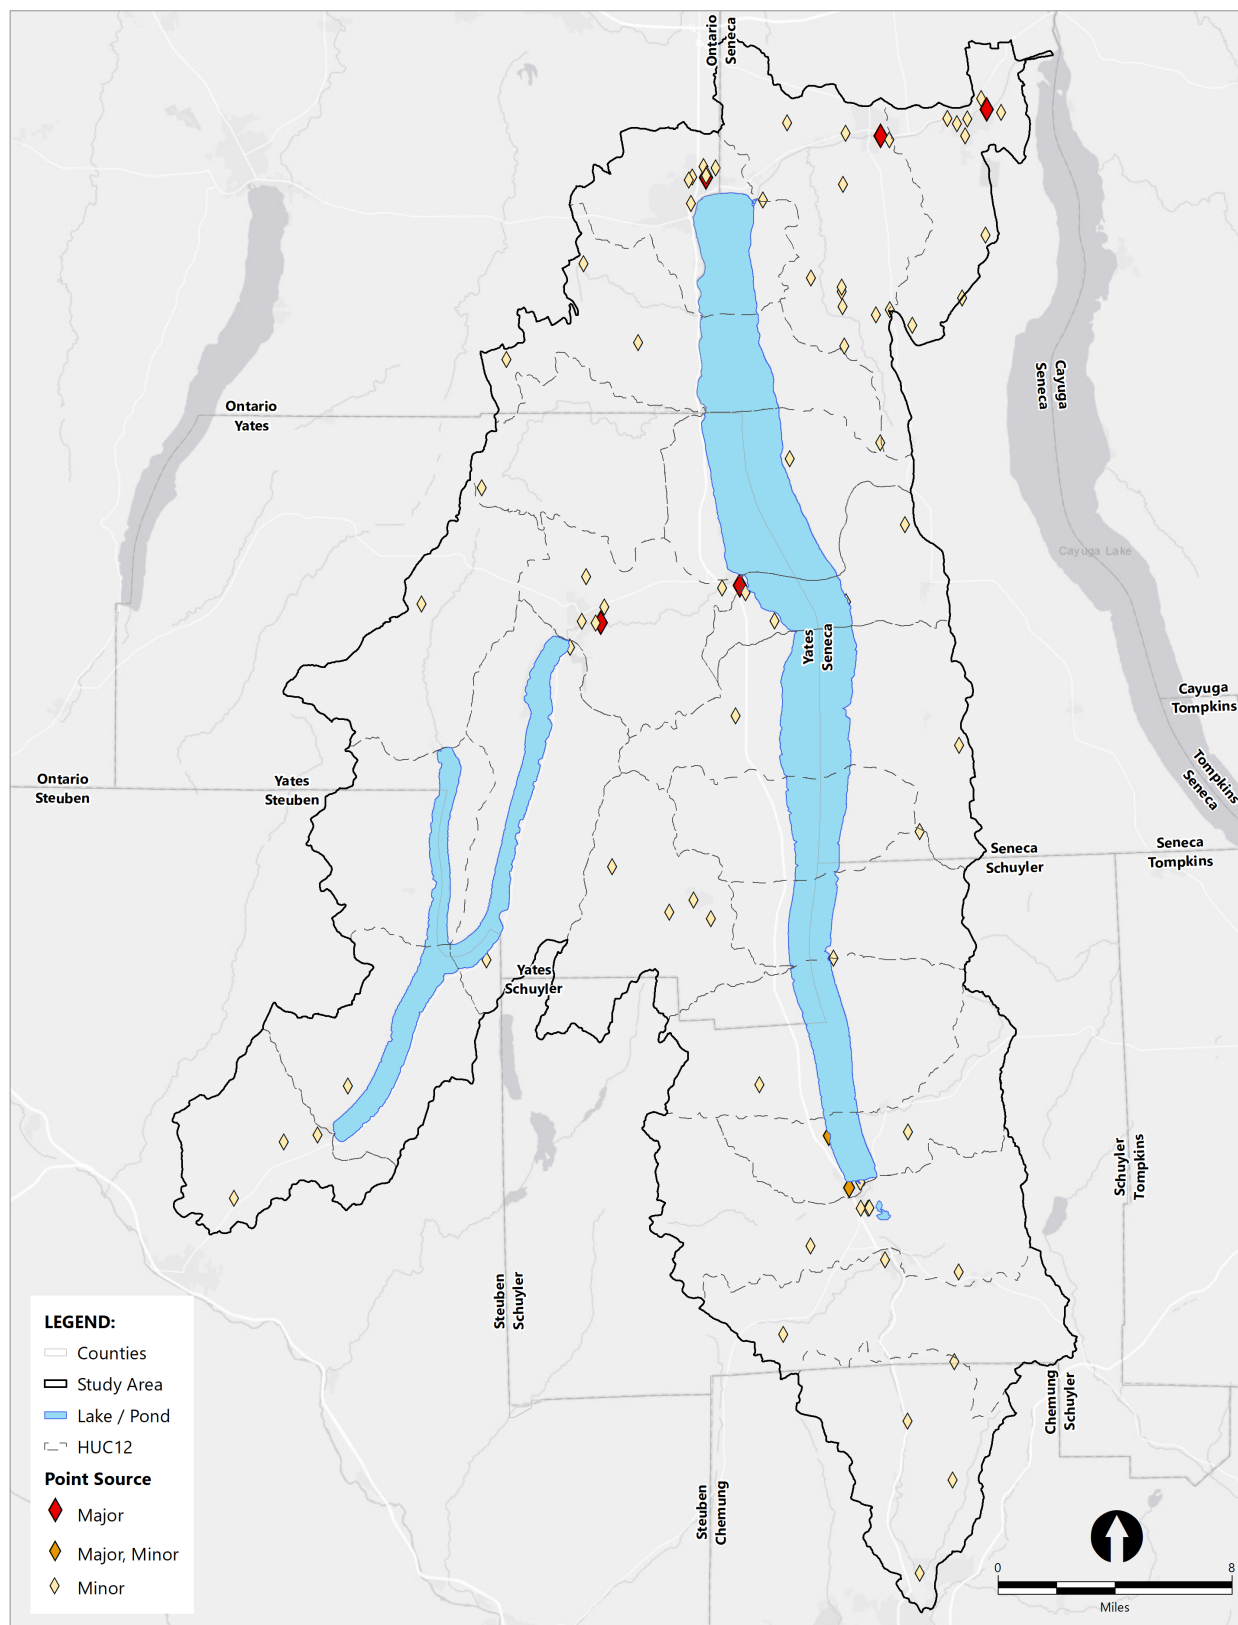 Ontario
Seneca
Cayuga
Seneca
Ontario
Yates
Cayuga Lake
Yates
Seneca
Cayuga
Tompkins
Tompkins
Seneca
Ontario
Steuben
Yates
Steuben
Seneca
Schuyler
Seneca
Tompkins
Yates
Schuyler
Schuyler
Tompkins
Steuben
Schuyler
Chemung
Schuyler
Steuben
Chemung
LEGEND:
Counties
Study Area
Lake / Pond
HUC12
Point Source
Major
Major, Minor
Minor
0 8
Miles